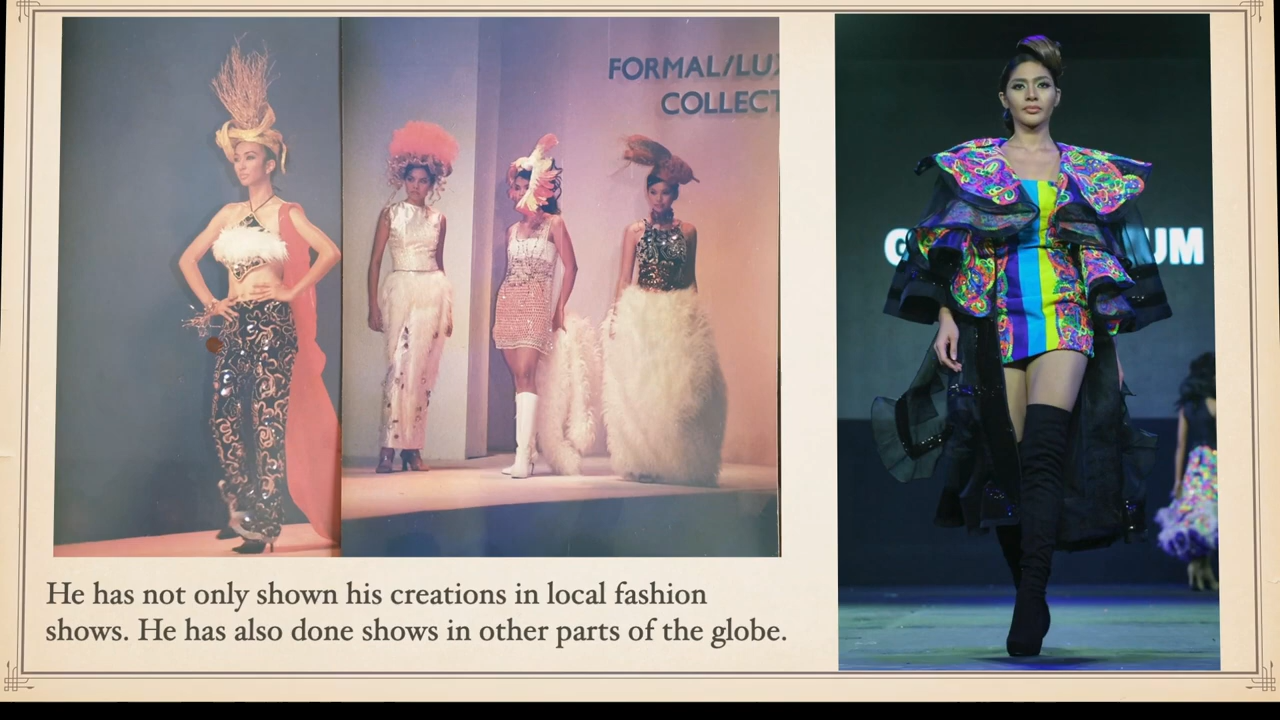 FORMAL/LUX
COLLECT
G UM
He has not only shown his creations in local fashion
shows. He has also done shows in other parts of the globe.